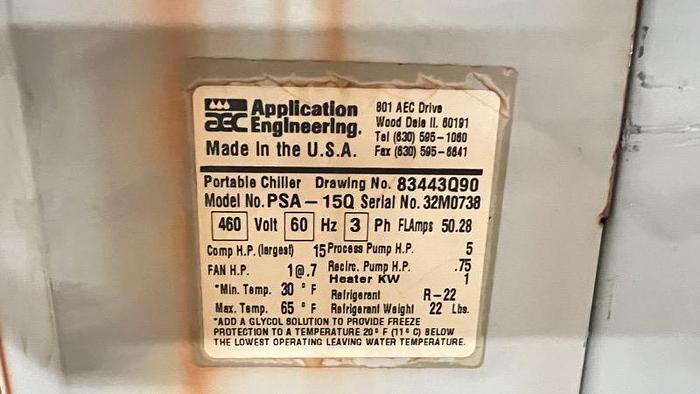 AEC Application Engineering.
Made In the U.S.A.
801 AEC Drive
Wood Dale Il. 60191
Tel (630) 595-1060
Fax (630) 595-6641
Portable Chiller Drawing No. 83443Q90
Model No. PSA-15Q Serial No. 32M0738
460 Volt 60 Hz 3 Ph FLAmps 50.28
Comp H.P. (largest) 15 Process Pump H.P. 5
FAN H.P. 1@.7 Recirc. Pump H.P. .75
Heater KW 1
*Min. Temp. 30 ° F Refrigerant R-22
Max. Temp. 65 ° F Refrigerant Weight 22 Lbs.
*ADD A GLYCOL SOLUTION TO PROVIDE FREEZE
PROTECTION TO A TEMPERATURE 20° F (11° C) BELOW
THE LOWEST OPERATING LEAVING WATER TEMPERATURE.